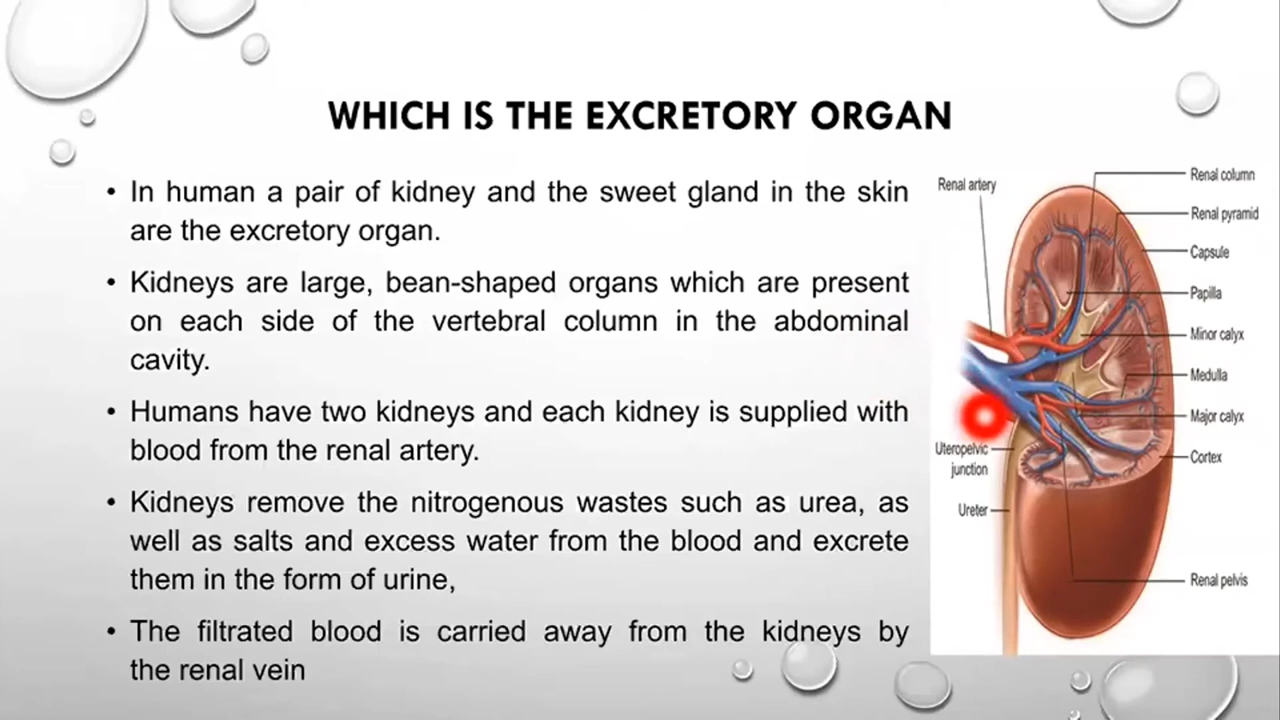 WHICH IS THE EXCRETORY ORGAN
• In human a pair of kidney and the sweet gland in the skin
are the excretory organ.
• Kidneys are large, bean-shaped organs which are present
on each side of the vertebral column in the abdominal
cavity.
• Humans have two kidneys and each kidney is supplied with
blood from the renal artery.
• Kidneys remove the nitrogenous wastes such as urea, as
well as salts and excess water from the blood and excrete
them in the form of urine,
• The filtrated blood is carried away from the kidneys by
the renal vein
Renal artery
Renal column
Renal pyramid
Capsule
Papilla
Minor calyx
Medulla
Major calyx
Uteropelvic
junction
Cortex
Ureter
Renal pelvis